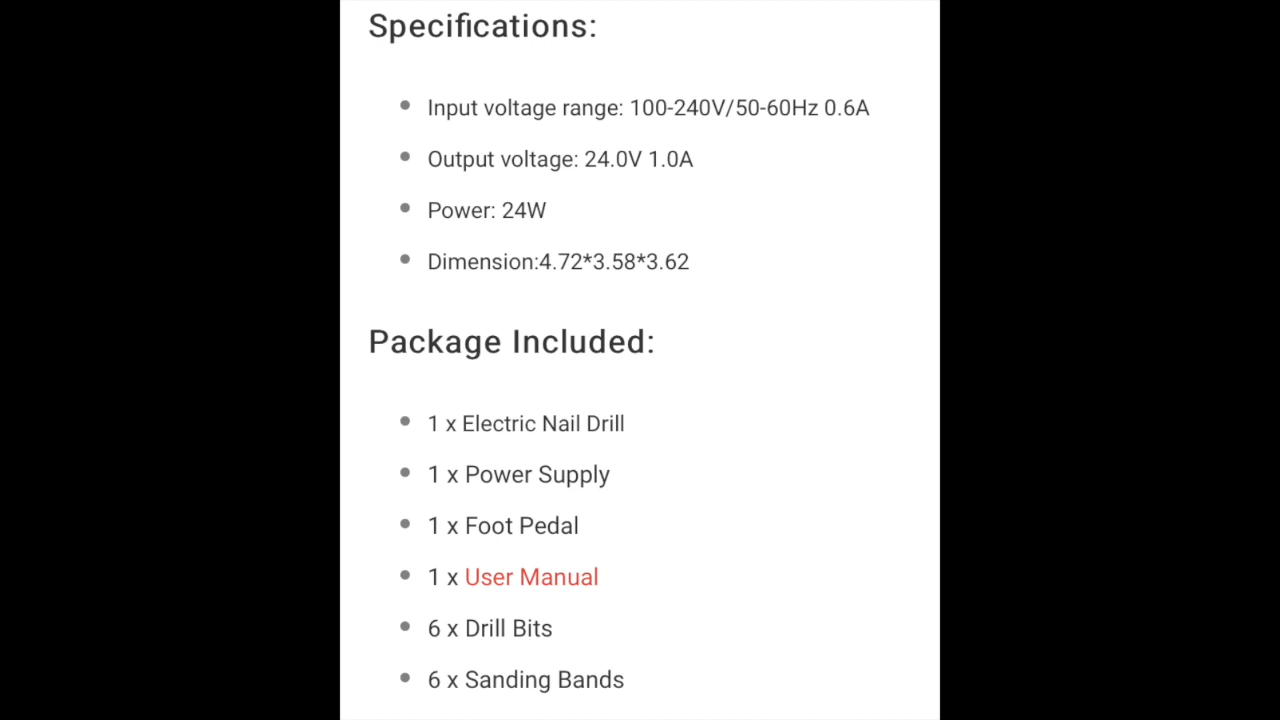 Specifications:
Input voltage range: 100-240V/50-60Hz 0.6A
Output voltage: 24.0V 1.0A
Power: 24W
Dimension:4.72*3.58*3.62
Package Included:
1 x Electric Nail Drill
1 x Power Supply
1 x Foot Pedal
1 x User Manual
6 x Drill Bits
6 x Sanding Bands